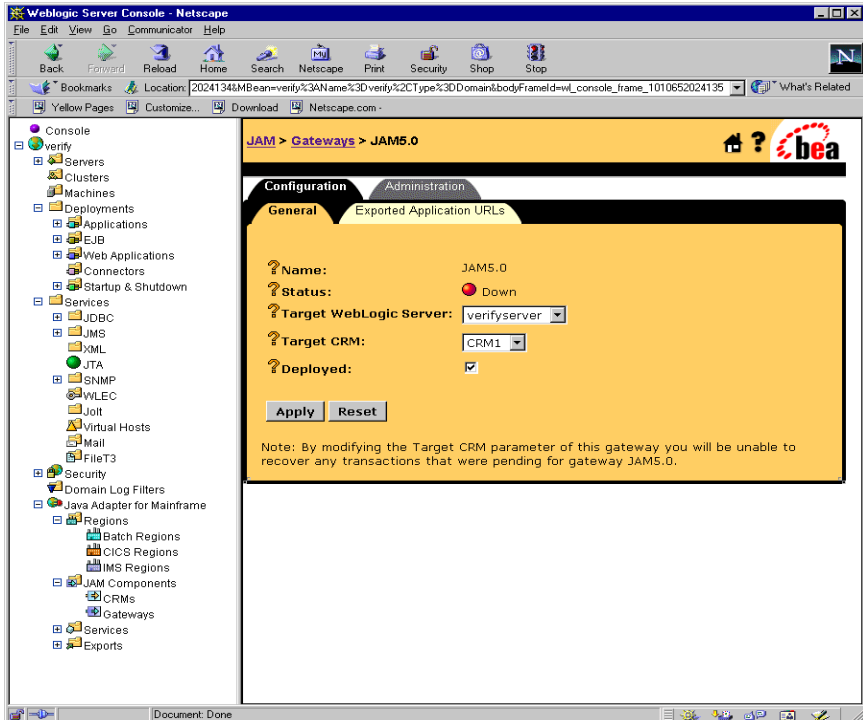 Weblogic Server Console - Netscape
File Edit View Go Communicator Help
Back Forward Reload Home Search Netscape Print Security Shop Stop
N
Bookmarks Location: 2024134&MBean=verify%3AName%3Dverify%2CType%3DDomain&bodyFrameId=wl_console_frame_1010652024135 What's Related
Yellow Pages Customize... Download Netscape.com -
Console
verify
Servers
Clusters
Machines
Deployments
Applications
EJB
Web Applications
Connectors
Startup & Shutdown
Services
JDBC
JMS
XML
JTA
SNMP
WLEC
Jolt
Virtual Hosts
Mail
FileT3
Security
Domain Log Filters
Java Adapter for Mainframe
Regions
Batch Regions
CICS Regions
IMS Regions
JAM Components
CRMs
Gateways
Services
Exports
JAM > Gateways > JAM5.0
? bea
Configuration Administration
General Exported Application URLs
?Name: JAM5.0
?Status: Down
?Target WebLogic Server: verifyserver
?Target CRM: CRM1
?Deployed:
Apply Reset
Note: By modifying the Target CRM parameter of this gateway you will be unable to
recover any transactions that were pending for gateway JAM5.0.
Document: Done